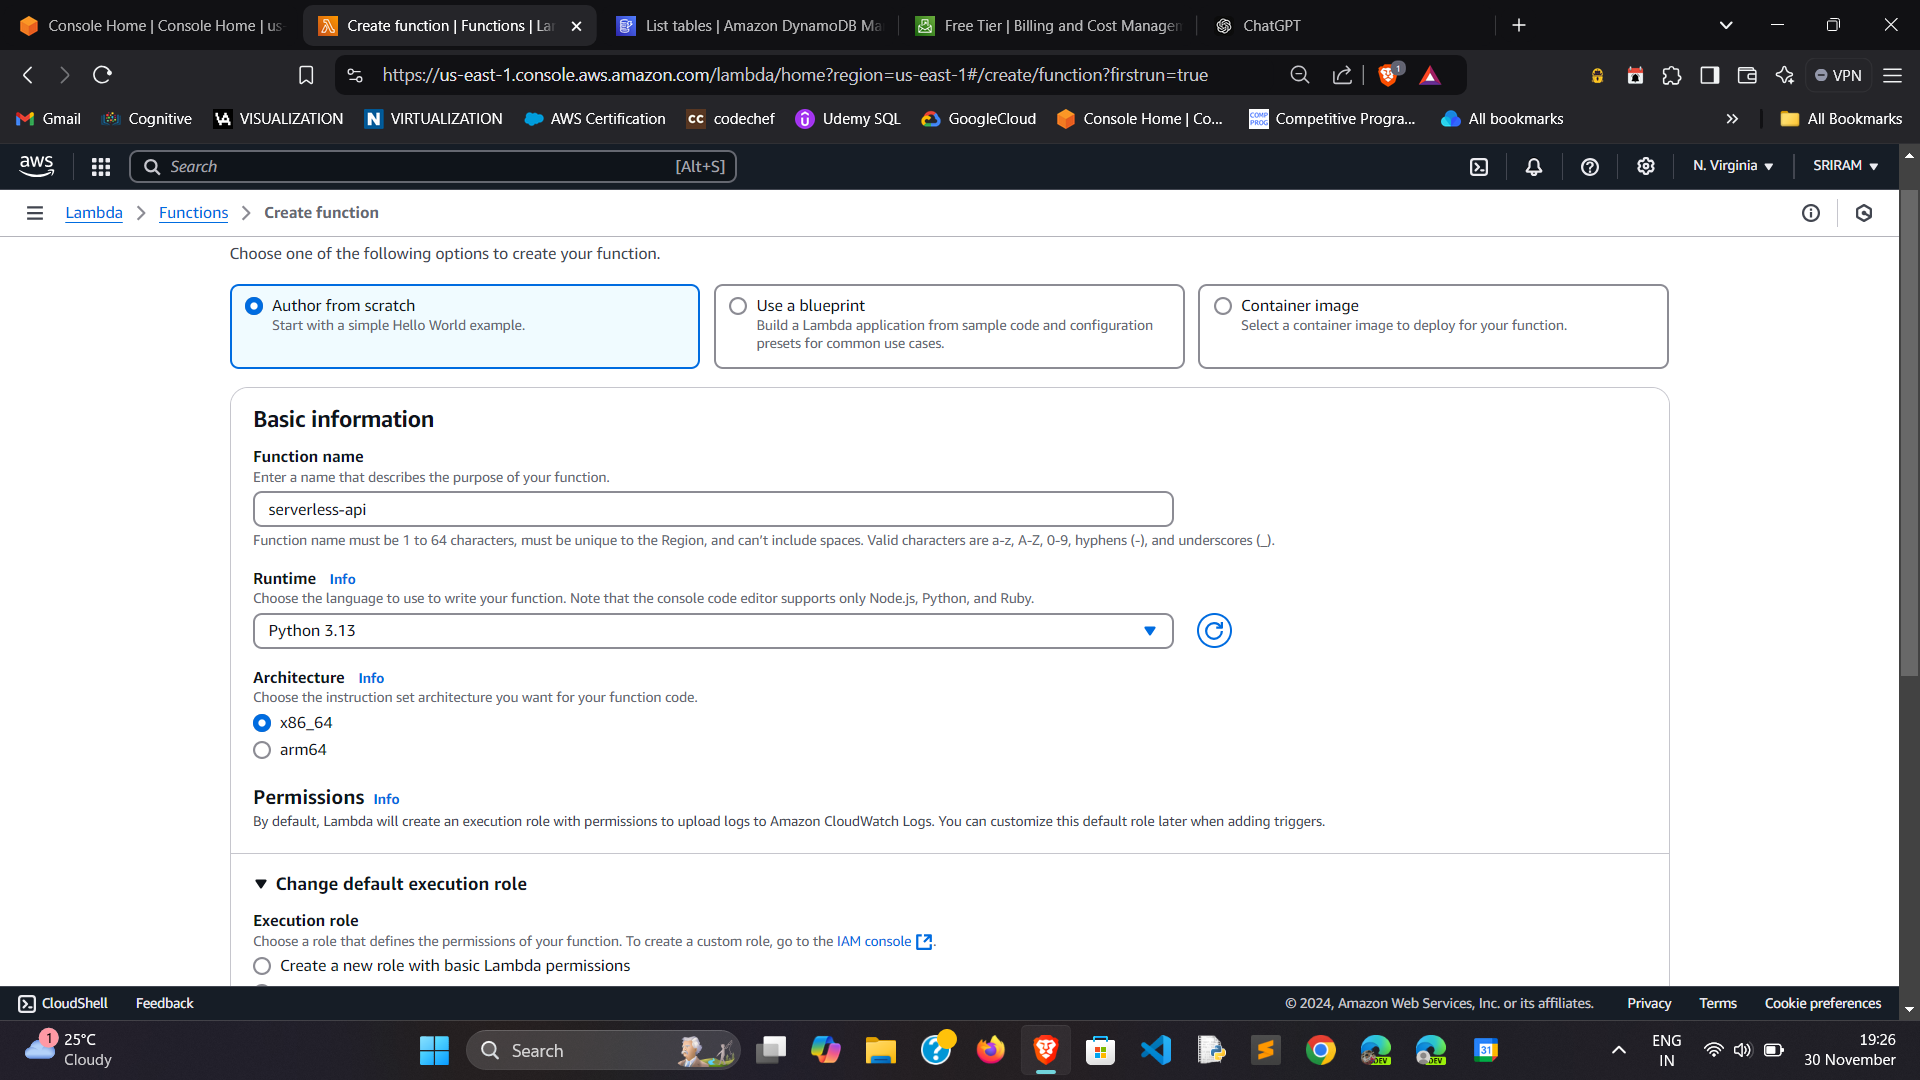 Console Home | Console Home | us-
Create function | Functions | La
List tables | Amazon DynamoDB Ma
Free Tier | Billing and Cost Managem
ChatGPT
https://us-east-1.console.aws.amazon.com/lambda/home?region=us-east-1#/create/function?firstrun=true
1
VPN
Gmail
Cognitive
VISUALIZATION
VIRTUALIZATION
AWS Certification
codechef
Udemy SQL
GoogleCloud
Console Home | Co...
Competitive Progra...
All bookmarks
All Bookmarks
aws
Search
[Alt+S]
N. Virginia
SRIRAM
Lambda
Functions
Create function
Choose one of the following options to create your function.
Author from scratch
Start with a simple Hello World example.
Use a blueprint
Build a Lambda application from sample code and configuration
presets for common use cases.
Container image
Select a container image to deploy for your function.
Basic information
Function name
Enter a name that describes the purpose of your function.
serverless-api
Function name must be 1 to 64 characters, must be unique to the Region, and can't include spaces. Valid characters are a-z, A-Z, 0-9, hyphens (-), and underscores (_).
Runtime Info
Choose the language to use to write your function. Note that the console code editor supports only Node.js, Python, and Ruby.
Python 3.13
Architecture Info
Choose the instruction set architecture you want for your function code.
x86_64
arm64
Permissions Info
By default, Lambda will create an execution role with permissions to upload logs to Amazon CloudWatch Logs. You can customize this default role later when adding triggers.
Change default execution role
Execution role
Choose a role that defines the permissions of your function. To create a custom role, go to the IAM console.
Create a new role with basic Lambda permissions
CloudShell
Feedback
© 2024, Amazon Web Services, Inc. or its affiliates.
Privacy
Terms
Cookie preferences
1
25°C
Cloudy
Search
DEV
DEV
31
ENG
IN
19:26
30 November